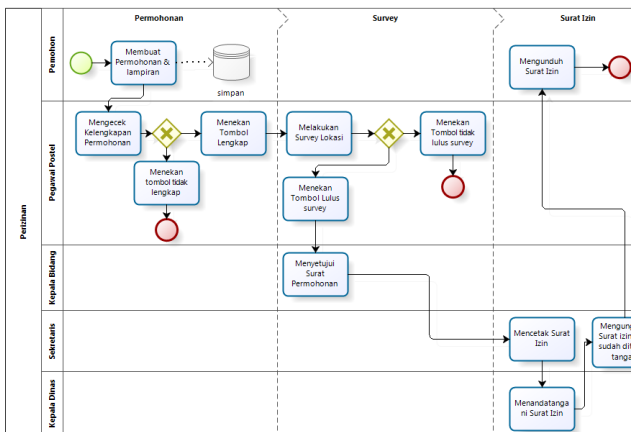 Permohonan
Survey
Surat Izin
Perizinan
Pemohon
Membuat
Permohonan &
lampiran
simpan
Mengunduh
Surat Izin
Pegawai Postel
Mengecek
Kelengkapan
Permohonan
Menekan
Tombol
Lengkap
Melakukan
Survey Lokasi
Menekan
Tombol tidak
lulus survey
Menekan
tombol tidak
lengkap
Menekan
Tombol Lulus
survey
Kepala Bidang
Menyetujui
Surat
Permohonan
Sekretaris
Mencetak Surat
Izin
Mengung
Surat izin
sudah dit
tanga
Kepala Dinas
Menandatanga
ni Surat Izin